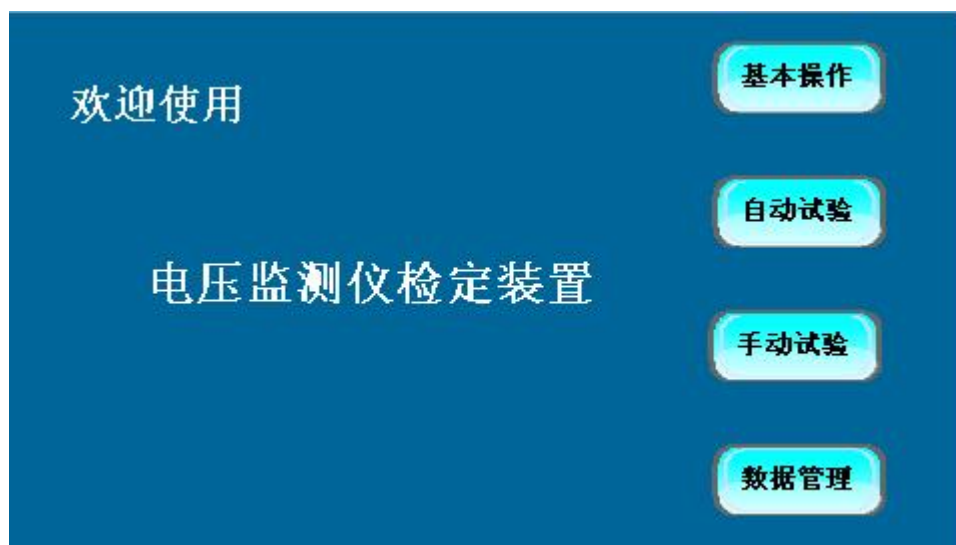 欢迎使用
电压监测仪检定装置
基本操作
自动试验
手动试验
数据管理